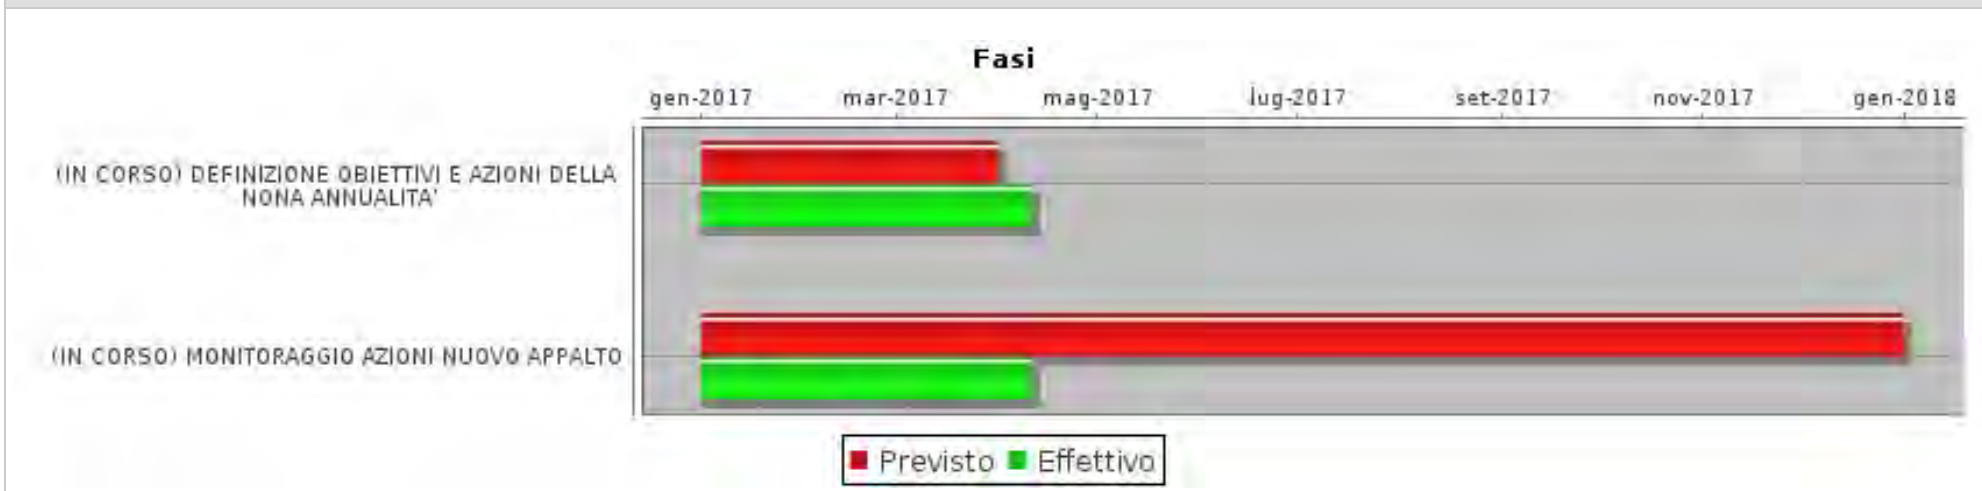 Fasi
gen-2017 mar-2017 mag-2017 lug-2017 set-2017 nov-2017 gen-2018
(IN CORSO) DEFINIZIONE OBIETTIVI E AZIONI DELLA
NONA ANNUALITA'
(IN CORSO) MONITORAGGIO AZIONI NUOVO APPALTO
Previsto Effettivo